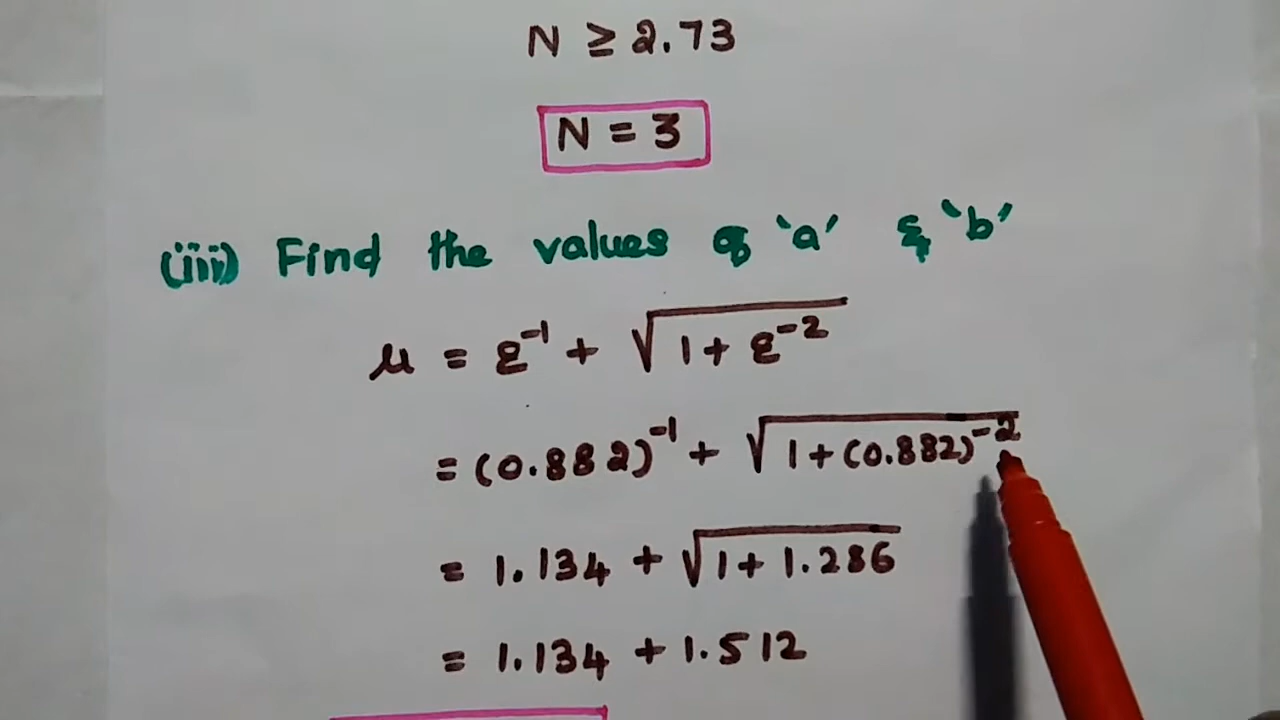 N ≥ 2.73
N = 3
(iii) Find the values of 'a' & 'b'
μ = ε⁻¹ + √(1 + ε⁻²)
= (0.882)⁻¹ + √(1 + (0.882)⁻²)
= 1.134 + √(1 + 1.286)
= 1.134 + 1.512